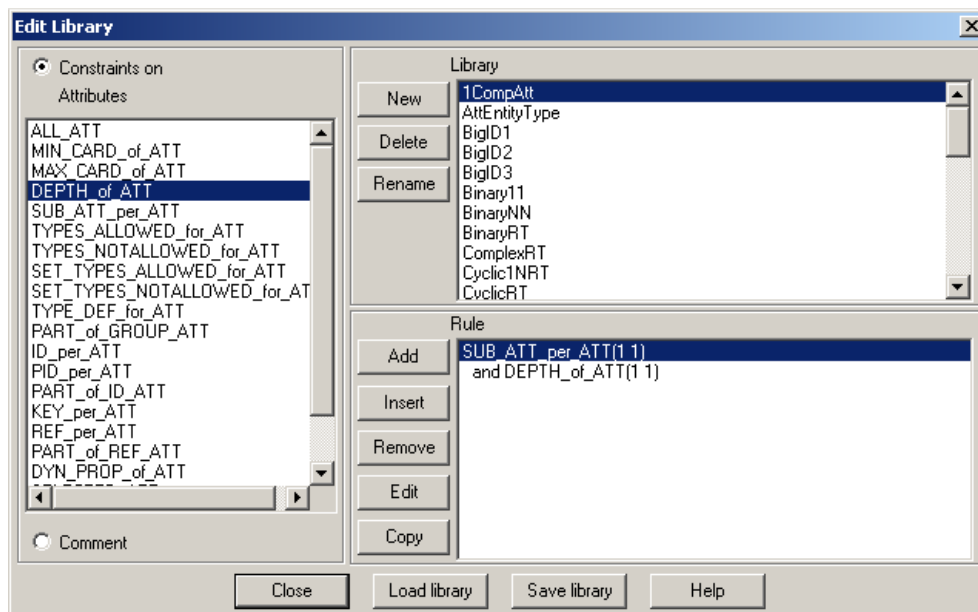 Edit Library
Constraints on
Attributes
ALL_ATT
MIN_CARD_of_ATT
MAX_CARD_of_ATT
DEPTH_of_ATT
SUB_ATT_per_ATT
TYPES_ALLOWED_for_ATT
TYPES_NOTALLOWED_for_ATT
SET_TYPES_ALLOWED_for_ATT
SET_TYPES_NOTALLOWED_for_AT
TYPE_DEF_for_ATT
PART_of_GROUP_ATT
ID_per_ATT
PID_per_ATT
PART_of_ID_ATT
KEY_per_ATT
REF_per_ATT
PART_of_REF_ATT
DYN_PROP_of_ATT
Comment
Library
New
Delete
Rename
1CompAtt
AttEntityType
BigID1
BigID2
BigID3
Binary11
BinaryNN
BinaryRT
ComplexRT
Cyclic1NRT
CyclicRT
Rule
Add
Insert
Remove
Edit
Copy
SUB_ATT_per_ATT(1 1)
and DEPTH_of_ATT(1 1)
Close
Load library
Save library
Help